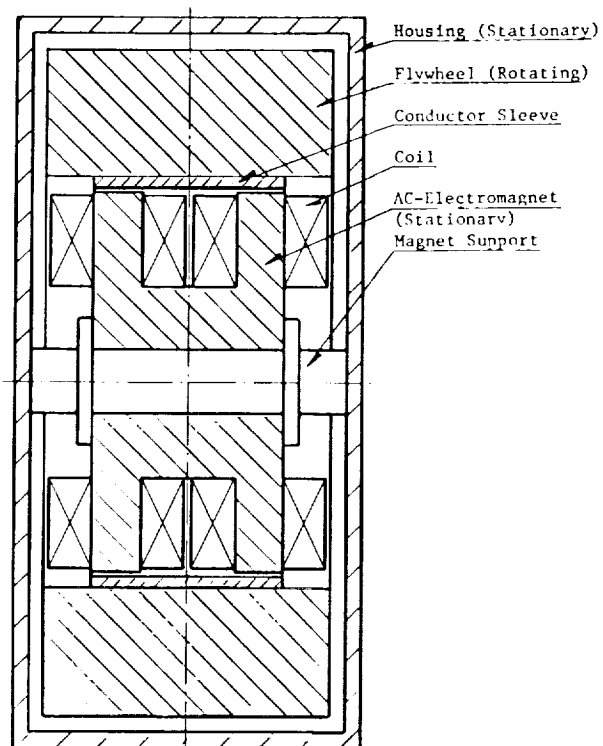 Housing (Stationary)
Flywheel (Rotating)
Conductor Sleeve
Coil
AC-Electromagnet
(Stationary)
Magnet Support